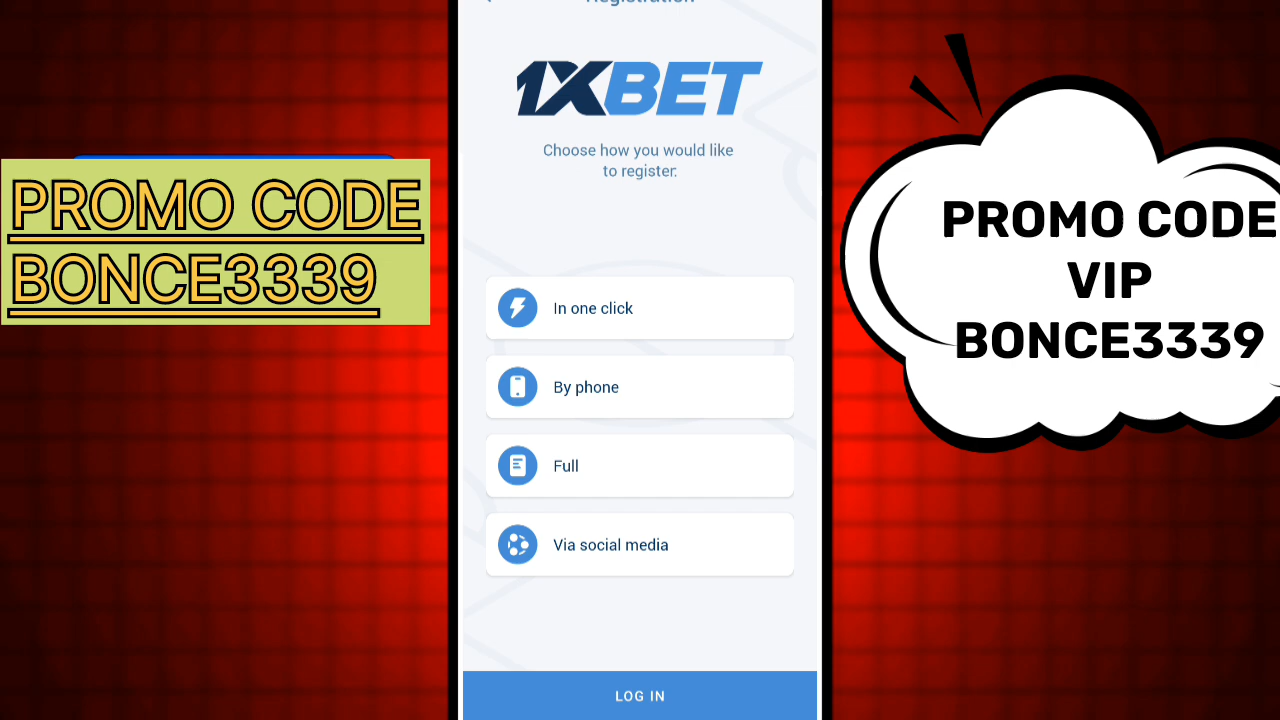 Registration
1XBET
Choose how you would like
to register:
PROMO CODE
BONCE3339
In one click
By phone
Full
Via social media
LOG IN
PROMO CODE
VIP
BONCE3339